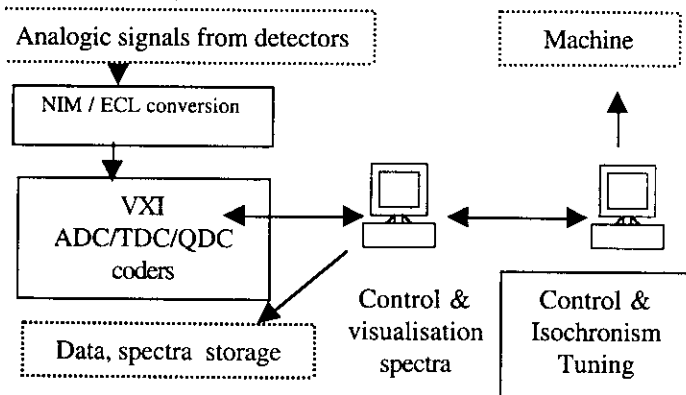 Analogic signals from detectors
Machine
NIM / ECL conversion
VXI
ADC/TDC/QDC
coders
Data, spectra storage
Control &
visualisation
spectra
Control &
Isochronism
Tuning